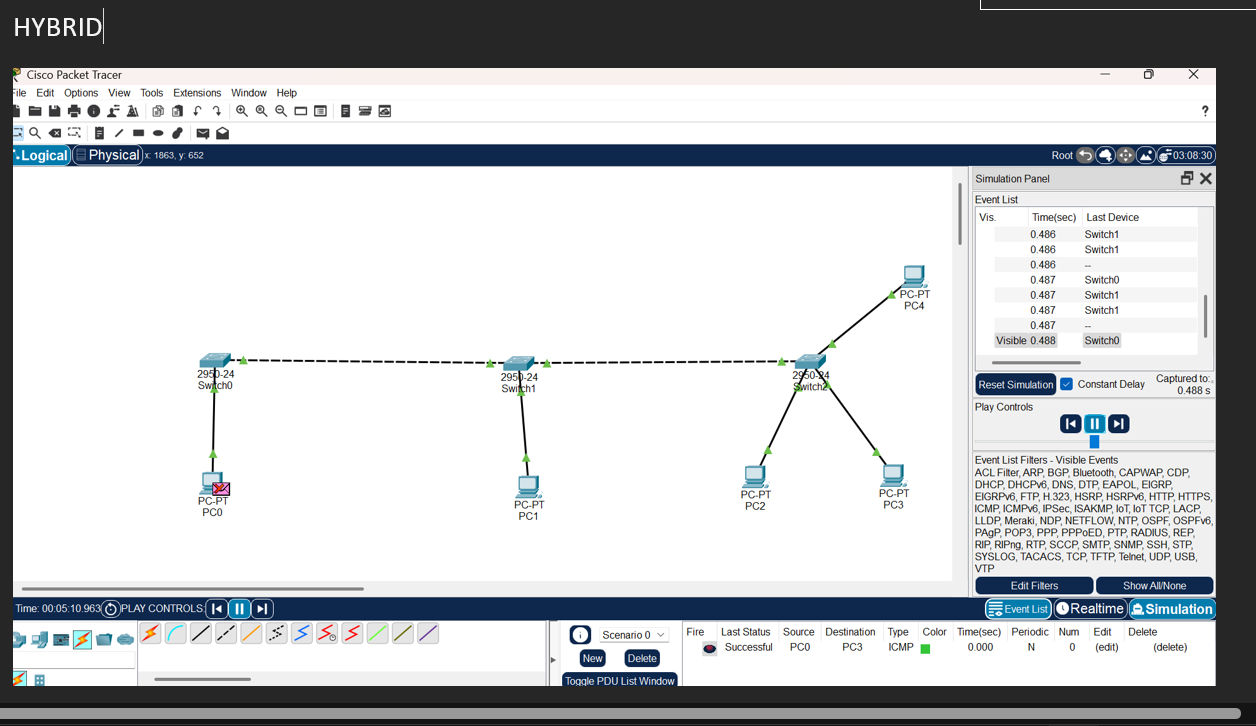 HYBRID
Cisco Packet Tracer
File Edit Options View Tools Extensions Window Help
?
Logical Physical x: 1863, y: 652 Root 03:08:30
Simulation Panel
Event List
Vis. Time(sec) Last Device
0.486 Switch1
0.486 Switch1
0.486 --
0.487 Switch0
0.487 Switch1
0.487 Switch1
0.487 --
Visible 0.488 Switch0
Reset Simulation Constant Delay Captured to:
0.488 s
Play Controls
Event List Filters - Visible Events
ACL Filter, ARP, BGP, Bluetooth, CAPWAP, CDP,
DHCP, DHCPv6, DNS, DTP, EAPOL, EIGRP,
EIGRPv6, FTP, H.323, HSRP, HSRPv6, HTTP, HTTPS,
ICMP, ICMPv6, IPSec, ISAKMP, IoT, IoT TCP, LACP,
LLDP, Meraki, NDP, NETFLOW, NTP, OSPF, OSPFv6,
PAgP, POP3, PPP, PPPoED, PTP, RADIUS, REP,
RIP, RIPng, RTP, SCCP, SMTP, SNMP, SSH, STP,
SYSLOG, TACACS, TCP, TFTP, Telnet, UDP, USB,
VTP
Edit Filters Show All/None
PC-PT
PC4
2950-24
Switch0
2950-24
Switch1
2950-24
Switch2
PC-PT
PC0
PC-PT
PC1
PC-PT
PC2
PC-PT
PC3
Time: 00:05:10.963 PLAY CONTROLS: Event List Realtime Simulation
Scenario 0
New Delete
Toggle PDU List Window
Fire Last Status Source Destination Type Color Time(sec) Periodic Num Edit Delete
Successful PC0 PC3 ICMP 0.000 N 0 (edit) (delete)